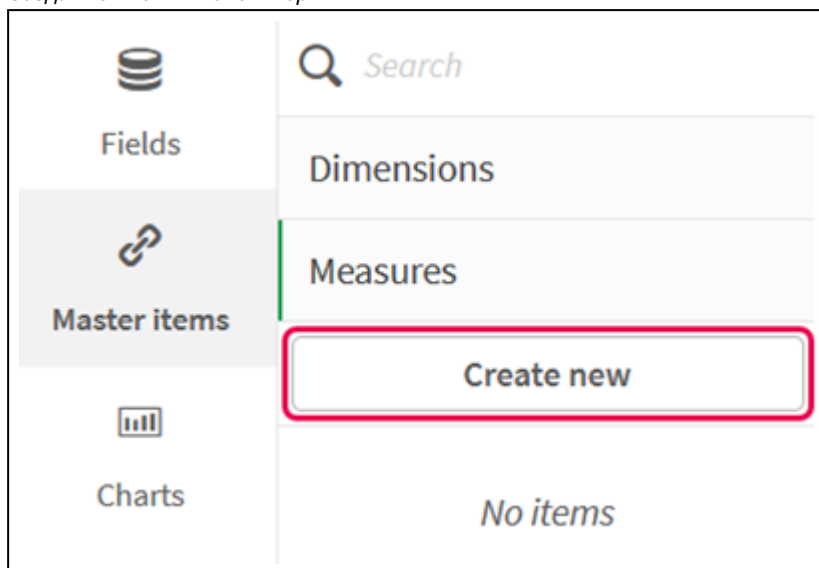 Search
Fields
Dimensions
Measures
Master items
Create new
Charts
No items